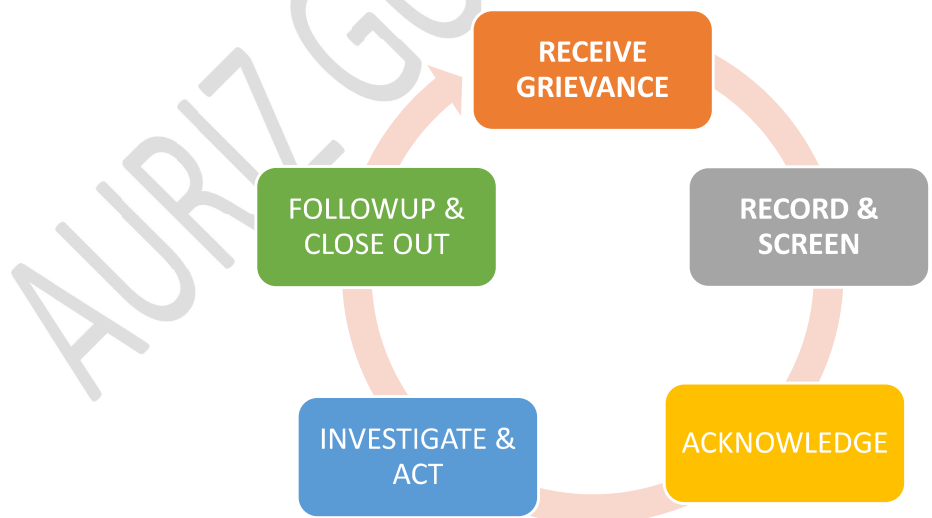 RECEIVE
GRIEVANCE
RECORD &
SCREEN
ACKNOWLEDGE
INVESTIGATE &
ACT
FOLLOWUP &
CLOSE OUT
AURIZ